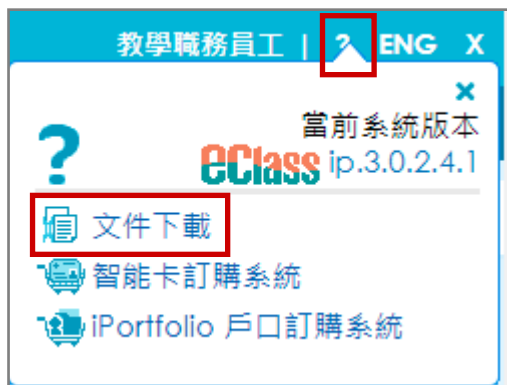 教學職務員工 | ? ENG X
×
當前系統版本
? eClass ip.3.0.2.4.1
文件下載
智能卡訂購系統
iPortfolio 戶口訂購系統